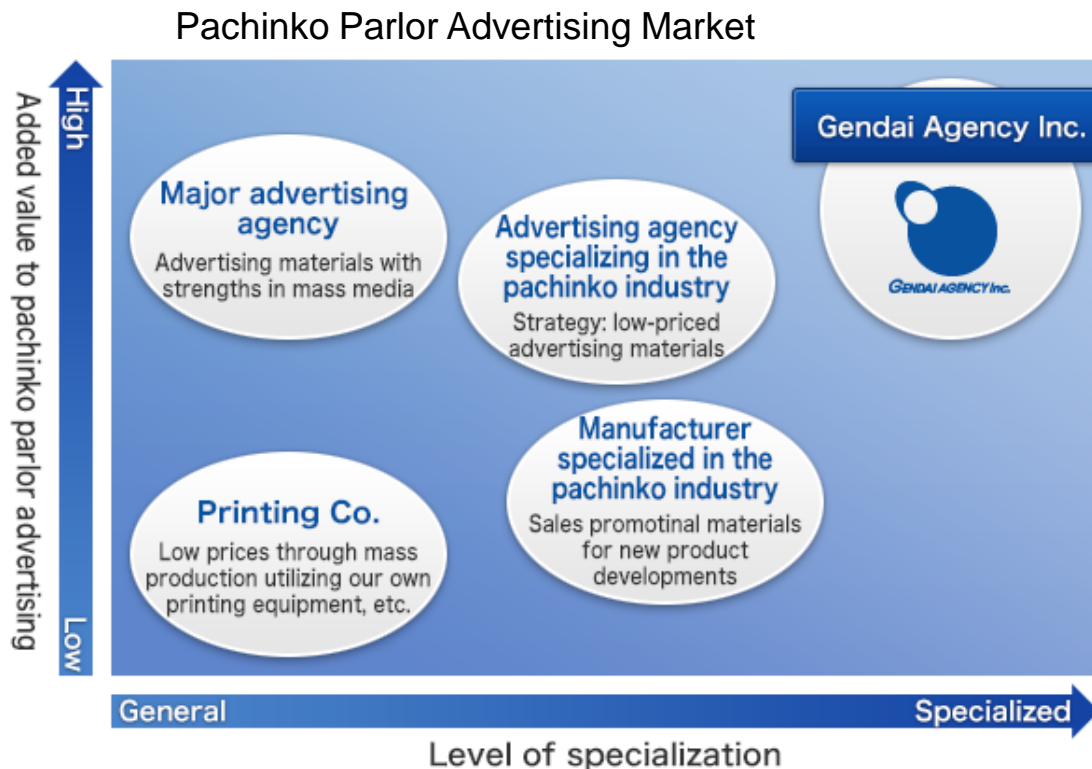 Pachinko Parlor Advertising Market
Added value to pachinko parlor advertising
High
Low
Gendai Agency Inc.
GENDAI AGENCY Inc.
Major advertising
agency
Advertising materials with
strengths in mass media
Advertising agency
specializing in the
pachinko industry
Strategy: low-priced
advertising materials
Manufacturer
specialized in the
pachinko industry
Sales promotinal materials
for new product
developments
Printing Co.
Low prices through mass
production utilizing our own
printing equipment, etc.
General
Specialized
Level of specialization